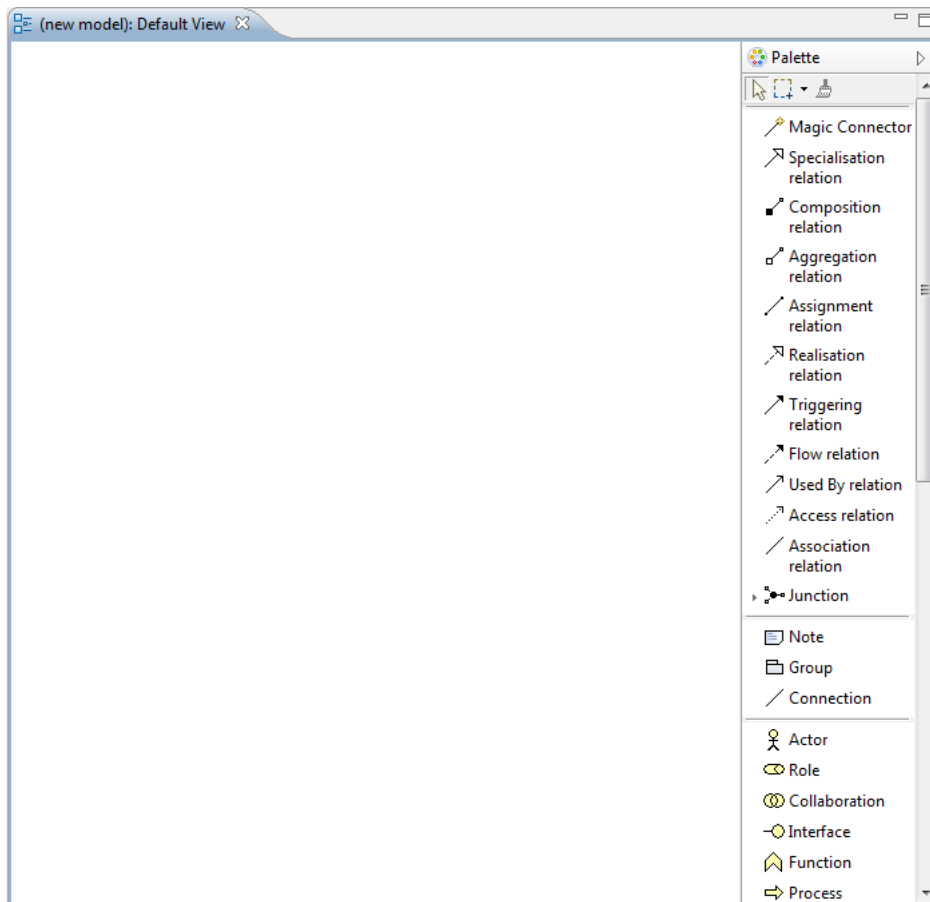 (new model): Default View
Palette
Magic Connector
Specialisation
relation
Composition
relation
Aggregation
relation
Assignment
relation
Realisation
relation
Triggering
relation
Flow relation
Used By relation
Access relation
Association
relation
Junction
Note
Group
Connection
Actor
Role
Collaboration
Interface
Function
Process